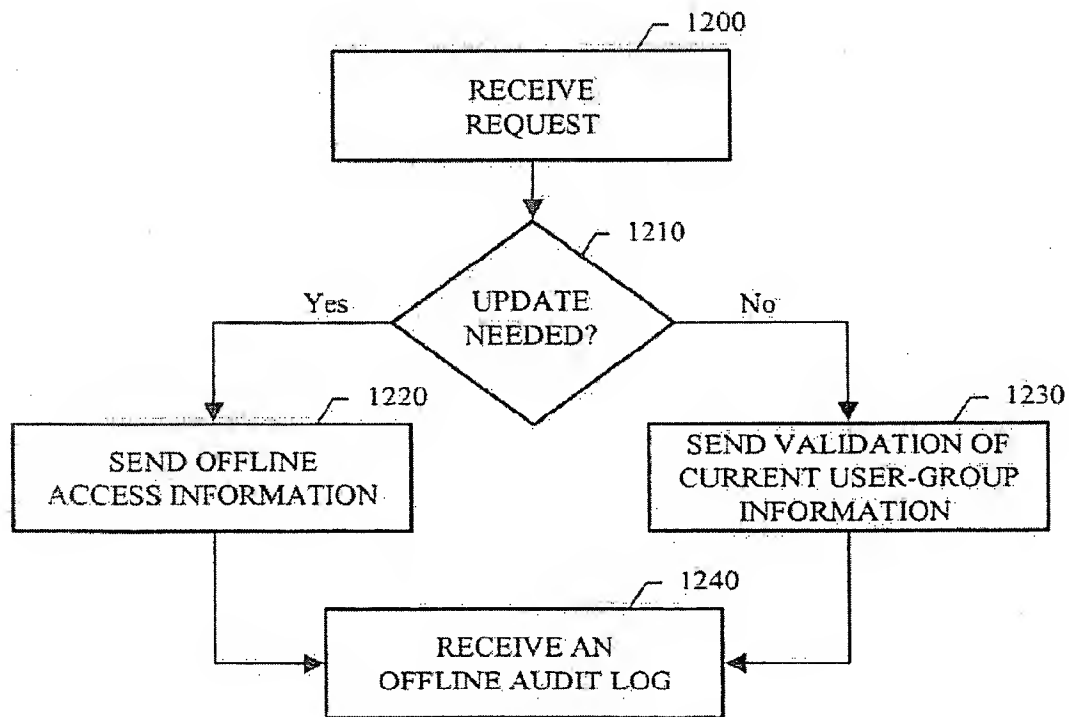 1200
RECEIVE
REQUEST
1210
UPDATE
NEEDED?
Yes
No
1220
SEND OFFLINE
ACCESS INFORMATION
1230
SEND VALIDATION OF
CURRENT USER-GROUP
INFORMATION
1240
RECEIVE AN
OFFLINE AUDIT LOG